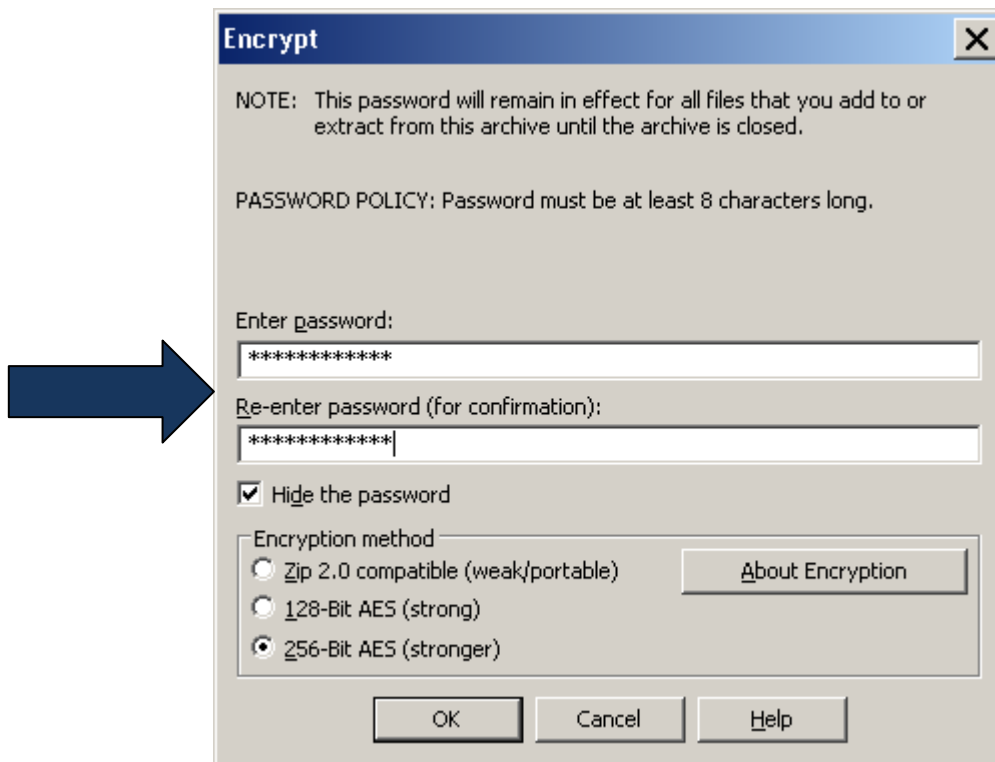 Encrypt
NOTE: This password will remain in effect for all files that you add to or
extract from this archive until the archive is closed.
PASSWORD POLICY: Password must be at least 8 characters long.
Enter password:
************
Re-enter password (for confirmation):
************
Hide the password
Encryption method
Zip 2.0 compatible (weak/portable)
About Encryption
128-Bit AES (strong)
256-Bit AES (stronger)
OK Cancel Help